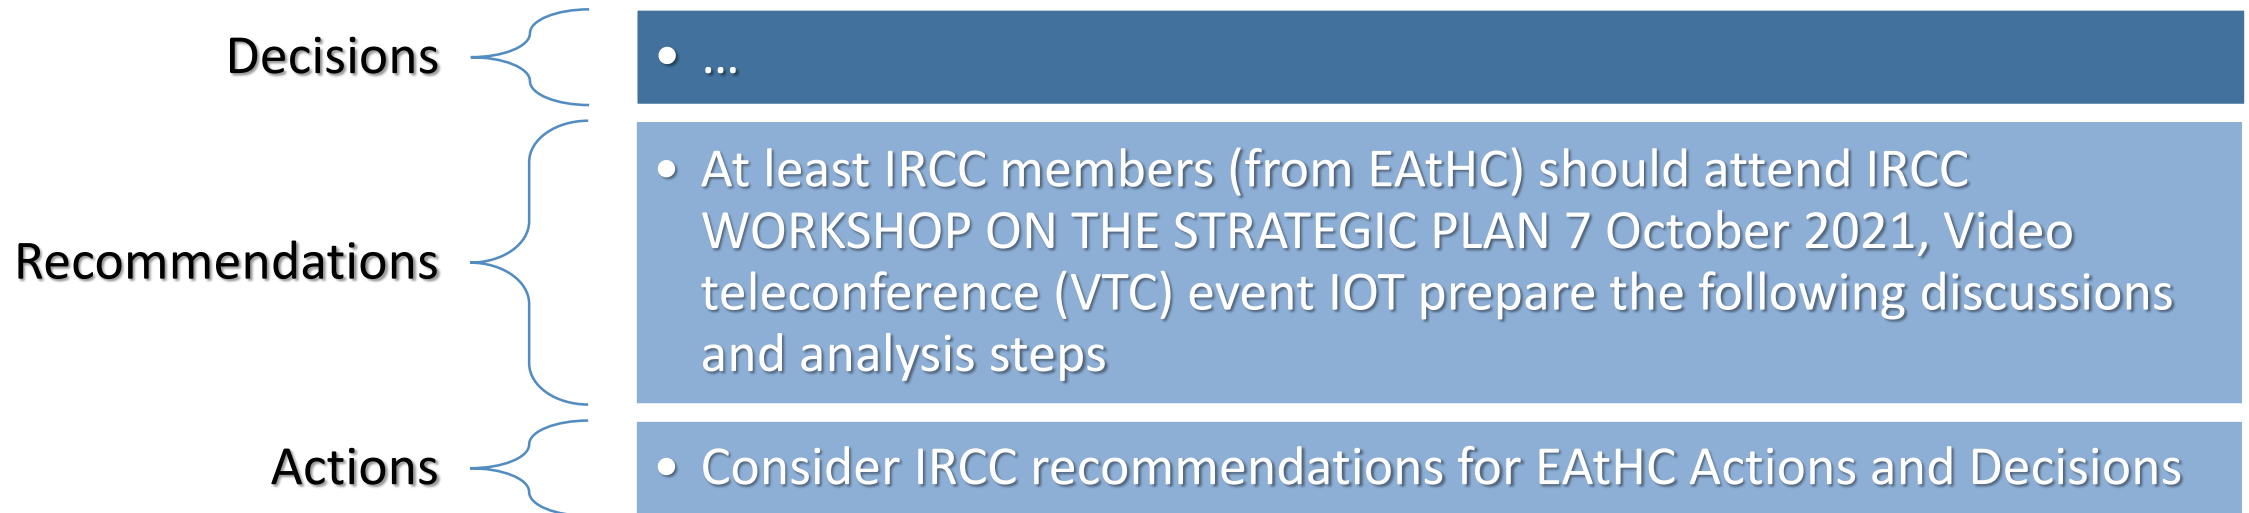 Decisions
• ...
Recommendations
• At least IRCC members (from EAtHC) should attend IRCC
WORKSHOP ON THE STRATEGIC PLAN 7 October 2021, Video
teleconference (VTC) event IOT prepare the following discussions
and analysis steps
Actions
• Consider IRCC recommendations for EAtHC Actions and Decisions